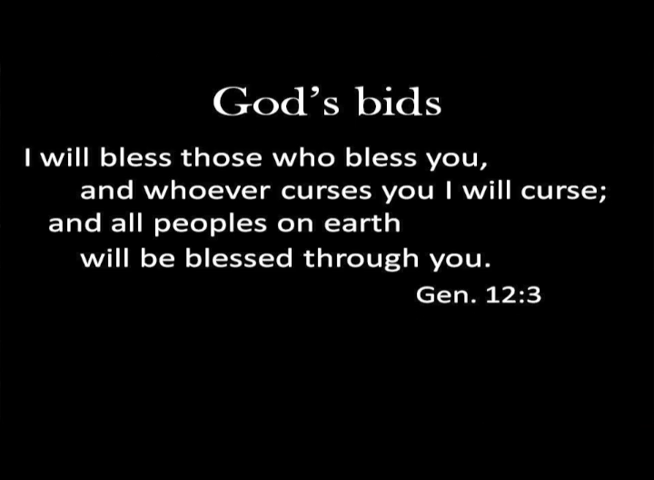 God's bids
I will bless those who bless you,
and whoever curses you I will curse;
and all peoples on earth
will be blessed through you.
Gen. 12:3